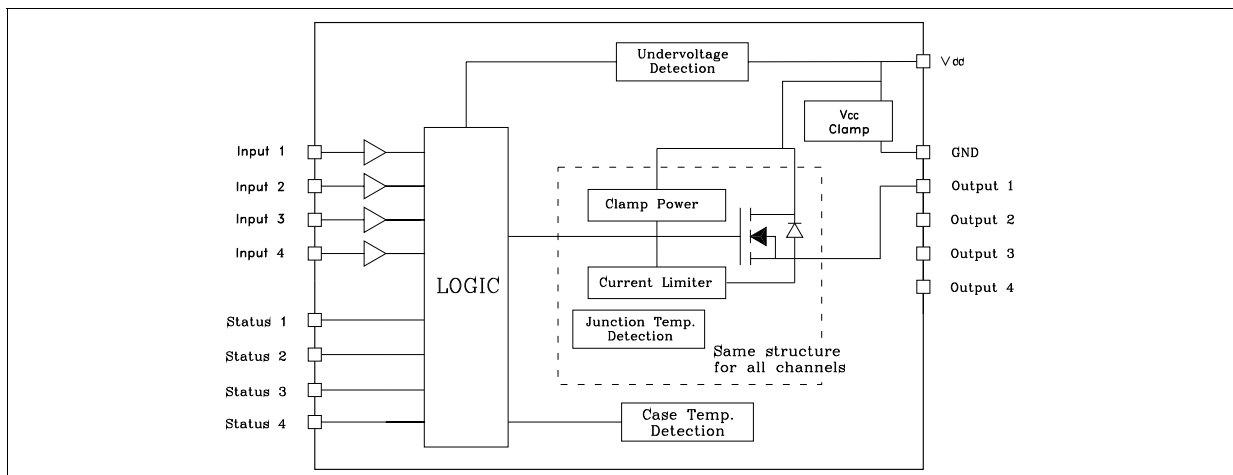 Undervoltage
Detection
Vdd
Vcc
Clamp
Input 1
GND
Input 2
Output 1
Clamp Power
Input 3
Output 2
Input 4
Output 3
Current Limiter
LOGIC
Output 4
Status 1
Junction Temp.
Detection
Same structure
for all channels
Status 2
Status 3
Status 4
Case Temp.
Detection